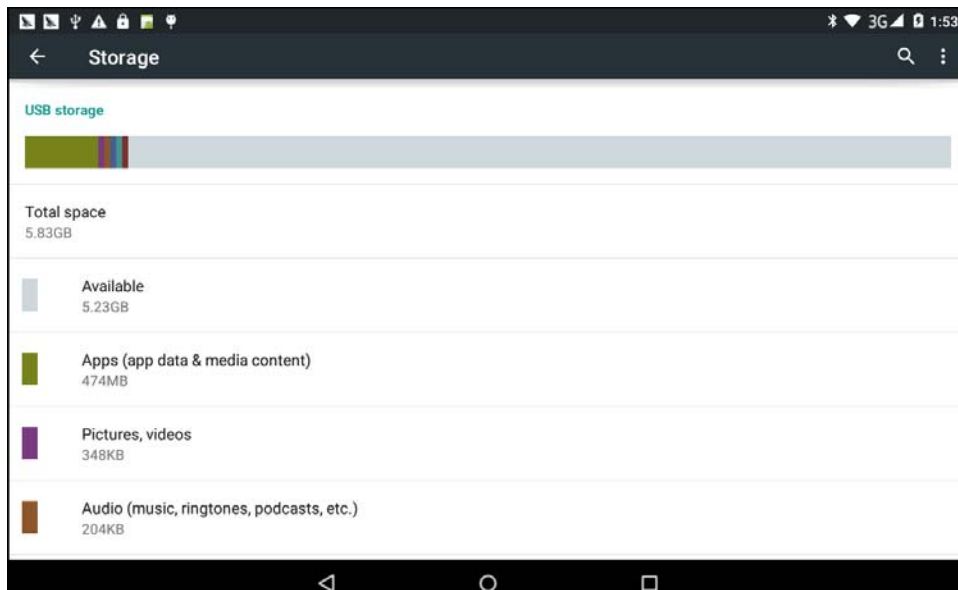 3G 1:53
Storage
USB storage
Total space
5.83GB
Available
5.23GB
Apps (app data & media content)
474MB
Pictures, videos
348KB
Audio (music, ringtones, podcasts, etc.)
204KB